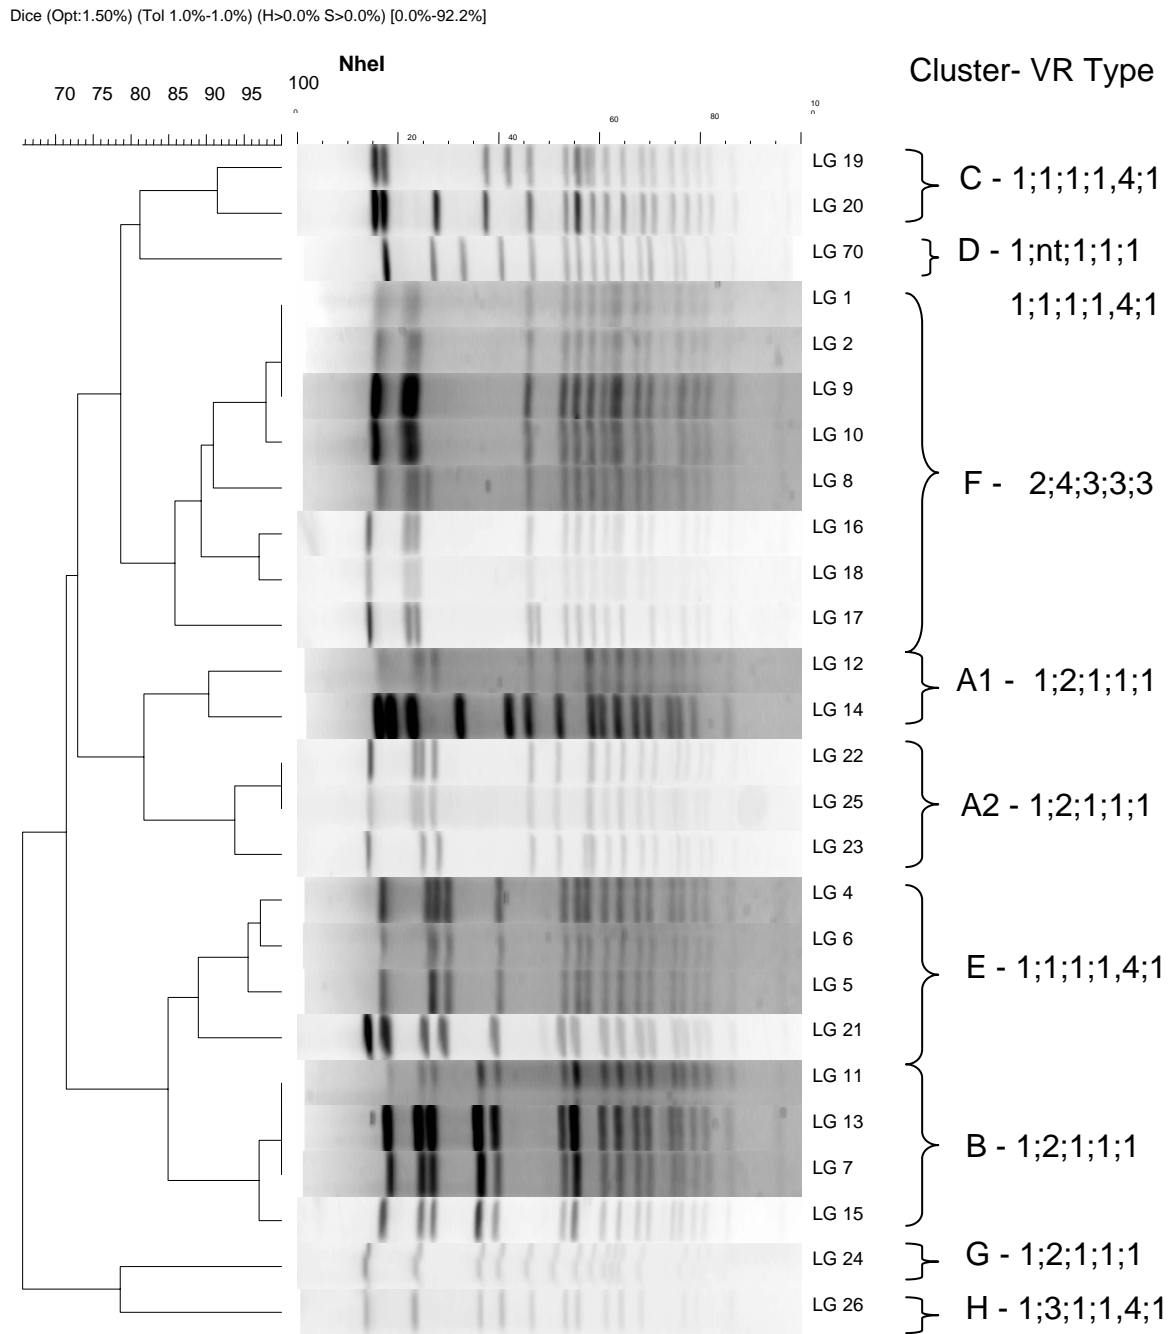 Dice (Opt:1.50%) (Tol 1.0%-1.0%) (H>0.0% S>0.0%) [0.0%-92.2%]
NheI
Cluster- VR Type
70 75 80 85 90 95 100
0 20 40 60 80 100
LG 19
C - 1;1;1;1,4;1
LG 20
LG 70
D - 1;nt;1;1;1
LG 1
1;1;1;1,4;1
LG 2
LG 9
LG 10
LG 8
F - 2;4;3;3;3
LG 16
LG 18
LG 17
LG 12
A1 - 1;2;1;1;1
LG 14
LG 22
LG 25
A2 - 1;2;1;1;1
LG 23
LG 4
LG 6
E - 1;1;1;1,4;1
LG 5
LG 21
LG 11
LG 13
B - 1;2;1;1;1
LG 7
LG 15
LG 24
G - 1;2;1;1;1
LG 26
H - 1;3;1;1,4;1